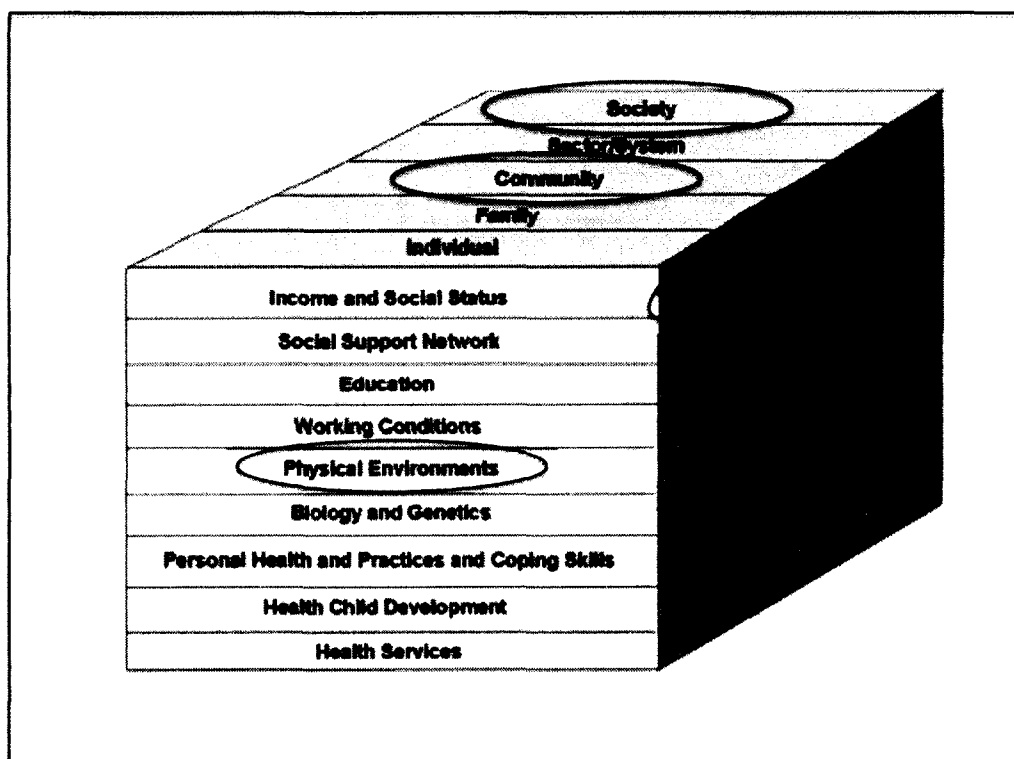 Society
Sector/System
Community
Family
Individual
Income and Social Status
Social Support Network
Education
Working Conditions
Physical Environments
Biology and Genetics
Personal Health and Practices and Coping Skills
Health Child Development
Health Services